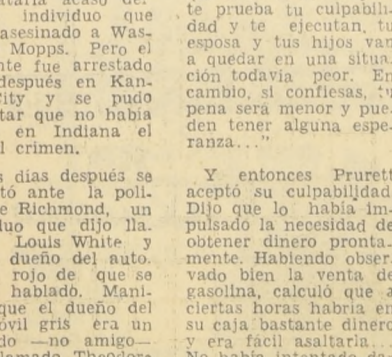 individuo que
asesinado a Was-
Mopps. Pero el
nte fue arrestado
después en Kan-
City y se pudo
tar que no había
en Indiana el
l crimen.
s días después se
tó ante la poli-
e Richmond, un
duo que dijo lla-
Louis White y
dueño del auto.
rojo de que se
hablado. Mani-
que el dueño del
óvil gris era un
do —no amigo—
te prueba tu culpabili-
dad y te ejecutan, tu
esposa y tus hijos van
a quedar en una situa-
ción todavía peor. En
cambio, si confiesas, tu
pena será menor y pue-
den tener alguna espe-
ranza..."
Y entonces Prurett
aceptó su culpabilidad
Dijo que lo había im-
pulsado la necesidad de
obtener dinero pronta-
mente. Habiendo obser-
vado bien la venta de
gasolina, calculó que a
ciertas horas habría en
su caja bastante dinero
y era fácil asaltarla...